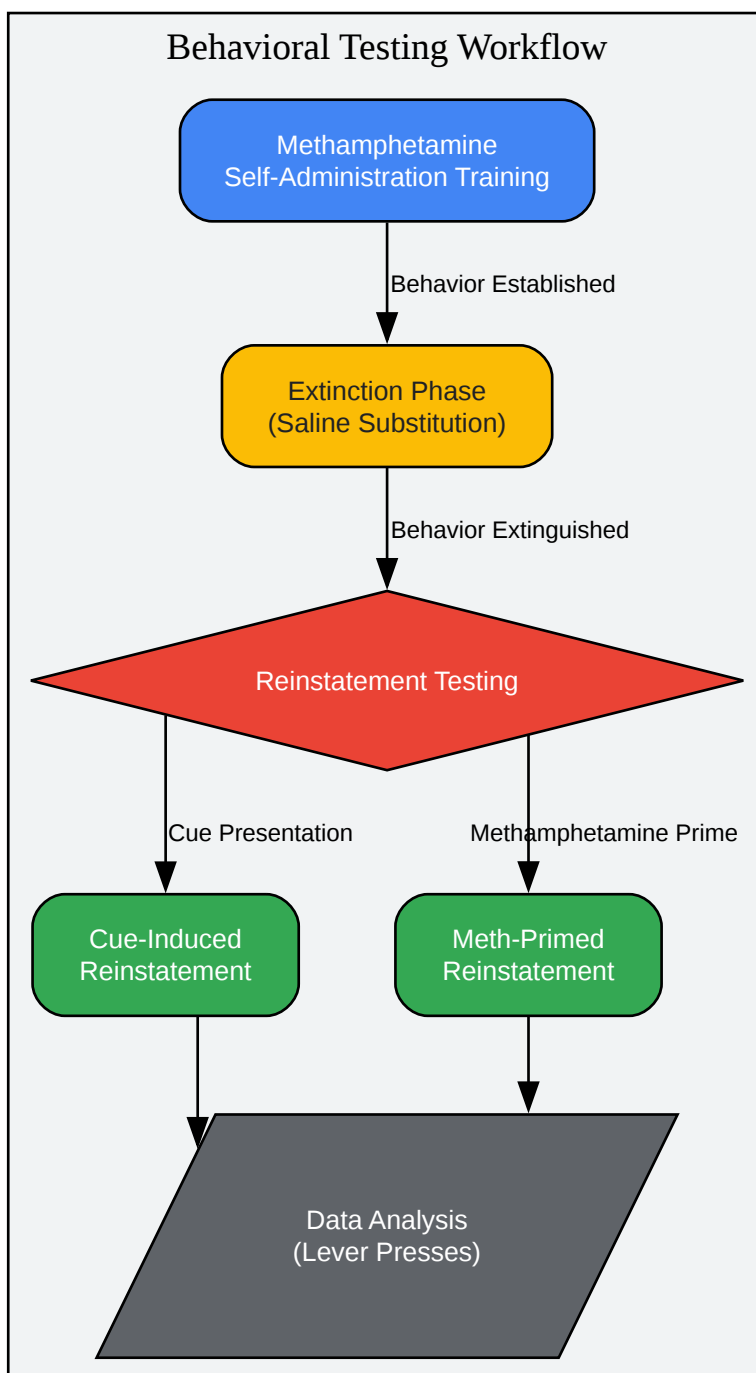 Behavioral Testing Workflow
Methamphetamine
Self-Administration Training
Behavior Established
Extinction Phase
(Saline Substitution)
Behavior Extinguished
Reinstatement Testing
Cue Presentation
Methamphetamine Prime
Cue-Induced
Reinstatement
Meth-Primed
Reinstatement
Data Analysis
(Lever Presses)